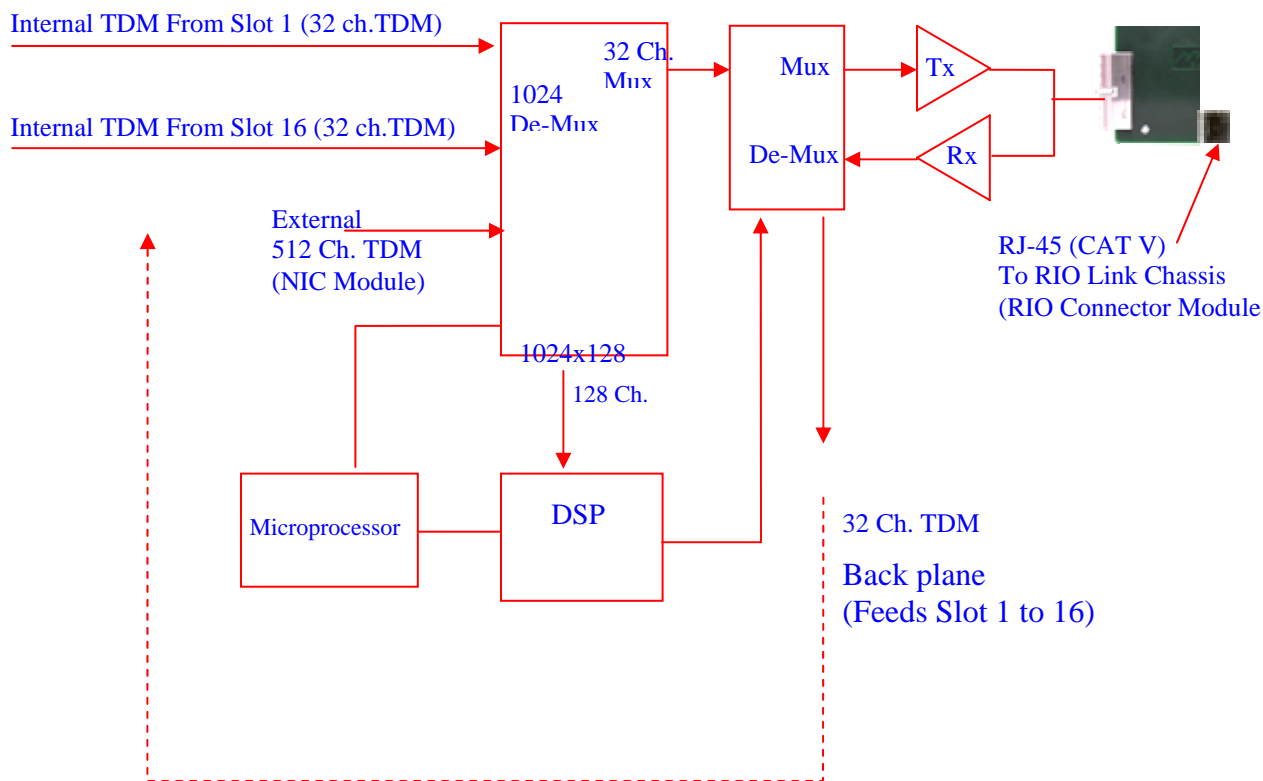 Internal TDM From Slot 1 (32 ch.TDM)
32 Ch.
Mux
Mux
Tx
1024
De-Mux
Internal TDM From Slot 16 (32 ch.TDM)
De-Mux
Rx
External
512 Ch. TDM
(NIC Module)
RJ-45 (CAT V)
To RIO Link Chassis
(RIO Connector Module
1024x128
128 Ch.
Microprocessor
DSP
32 Ch. TDM
Back plane
(Feeds Slot 1 to 16)